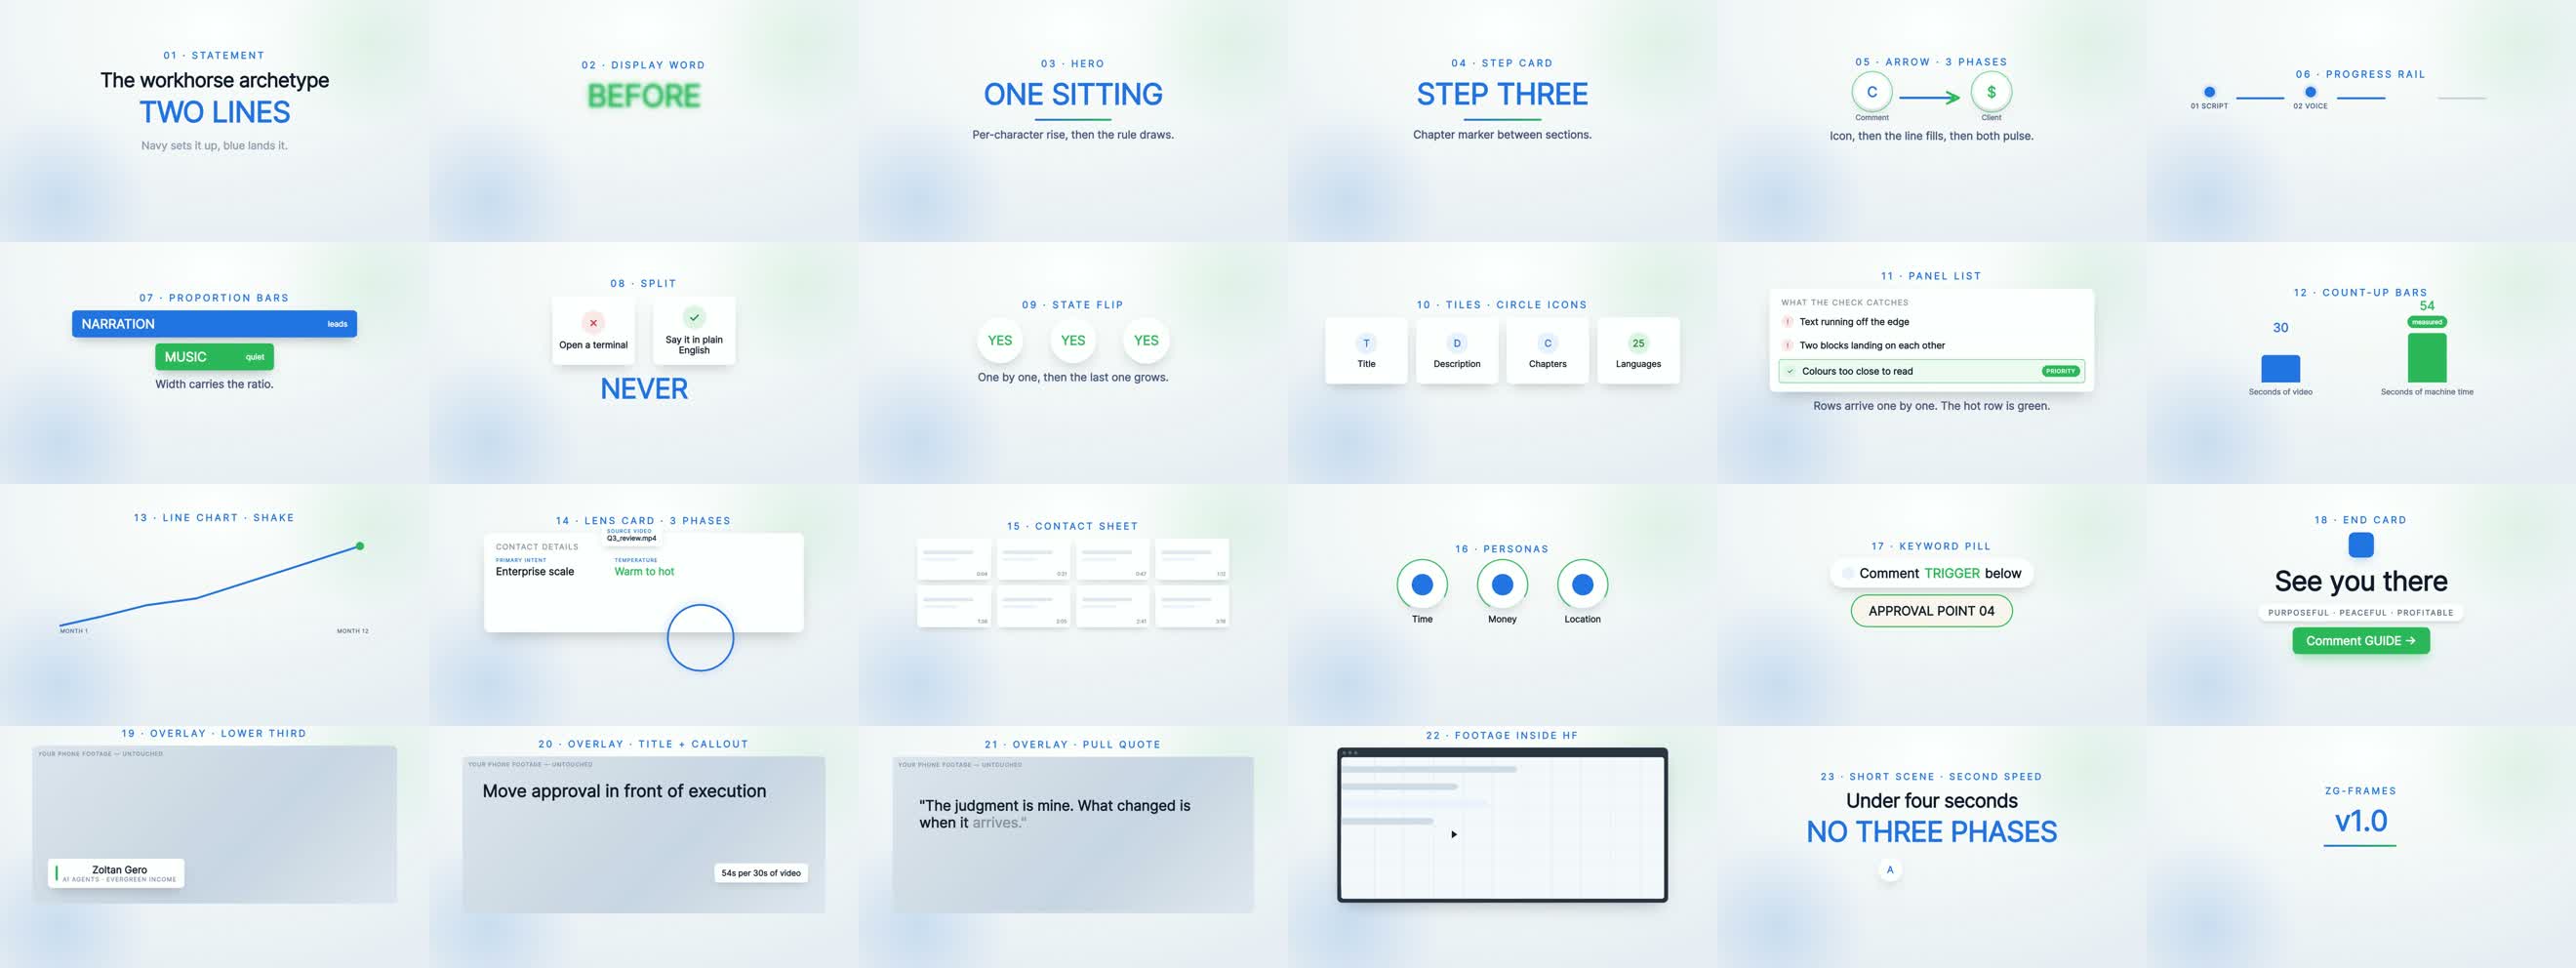 01 · STATEMENT
The workhorse archetype
TWO LINES
Navy sets it up, blue lands it.
02 · DISPLAY WORD
BEFORE
03 · HERO
ONE SITTING
Per-character rise, then the rule draws.
04 · STEP CARD
STEP THREE
Chapter marker between sections.
05 · ARROW · 3 PHASES
C
$
Comment
Client
Icon, then the line fills, then both pulse.
06 · PROGRESS RAIL
01 SCRIPT
02 VOICE
07 · PROPORTION BARS
NARRATION
leads
MUSIC
quiet
Width carries the ratio.
08 · SPLIT
Open a terminal
Say it in plain
English
NEVER
09 · STATE FLIP
YES
YES
YES
One by one, then the last one grows.
10 · TILES · CIRCLE ICONS
T
D
C
25
Title
Description
Chapters
Languages
11 · PANEL LIST
WHAT THE CHECK CATCHES
! Text running off the edge
! Two blocks landing on each other
Colours too close to read
PRIORITY
Rows arrive one by one. The hot row is green.
12 · COUNT-UP BARS
54
30
measured
Seconds of video
Seconds of machine time
13 · LINE CHART · SHAKE
MONTH 1
MONTH 12
14 · LENS CARD · 3 PHASES
SOURCE VIDEO
Q3_review.mp4
CONTACT DETAILS
PRIMARY INTENT
Enterprise scale
TEMPERATURE
Warm to hot
15 · CONTACT SHEET
16 · PERSONAS
Time
Money
Location
17 · KEYWORD PILL
Comment TRIGGER below
APPROVAL POINT 04
18 · END CARD
See you there
PURPOSEFUL · PEACEFUL · PROFITABLE
Comment GUIDE →
19 · OVERLAY · LOWER THIRD
YOUR PHONE FOOTAGE — UNTOUCHED
Zoltan Gero
AI AGENTS · EVERGREEN INCOME
20 · OVERLAY · TITLE + CALLOUT
YOUR PHONE FOOTAGE — UNTOUCHED
Move approval in front of execution
54s per 30s of video
21 · OVERLAY · PULL QUOTE
YOUR PHONE FOOTAGE — UNTOUCHED
"The judgment is mine. What changed is
when it arrives."
22 · FOOTAGE INSIDE HF
23 · SHORT SCENE · SECOND SPEED
Under four seconds
NO THREE PHASES
A
ZG-FRAMES
v1.0